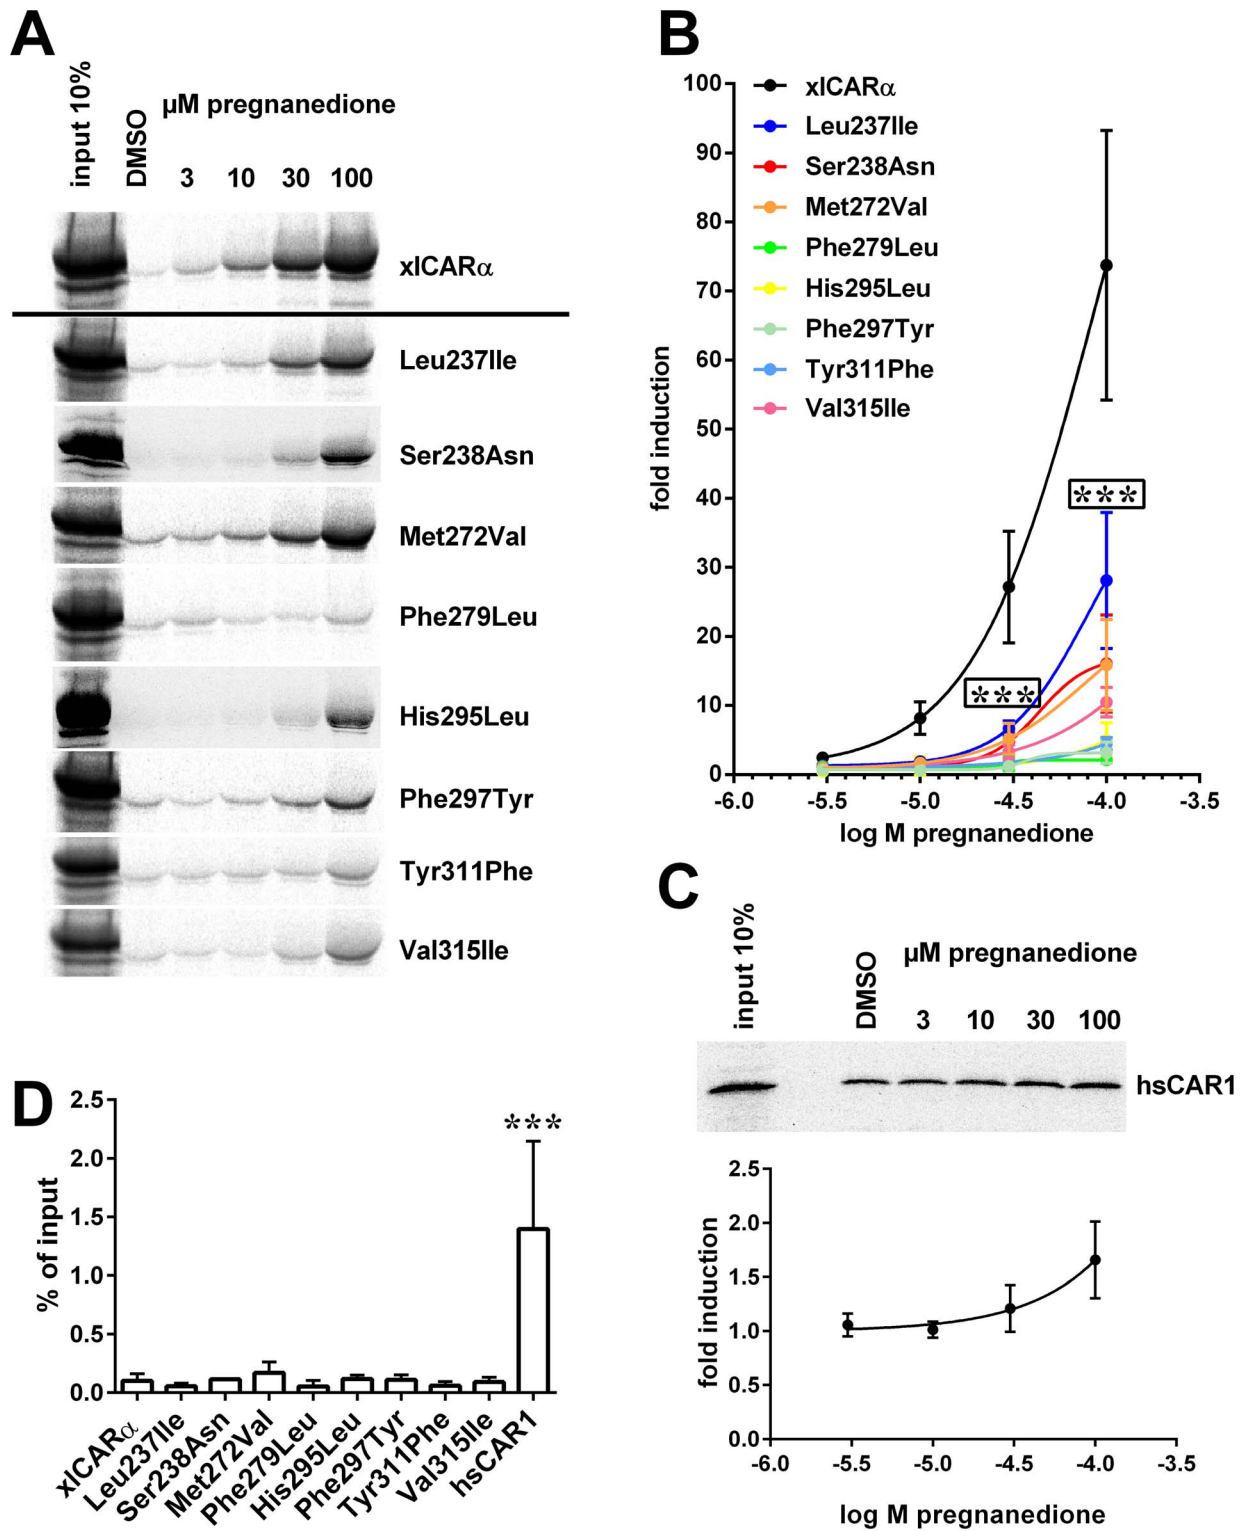 A
input 10%
DMSO
µM pregnanedione
3 10 30 100
xlCARα
Leu237Ile
Ser238Asn
Met272Val
Phe279Leu
His295Leu
Phe297Tyr
Tyr311Phe
Val315Ile
B
fold induction
100
90
80
70
60
50
40
30
20
10
0
xlCARα
Leu237Ile
Ser238Asn
Met272Val
Phe279Leu
His295Leu
Phe297Tyr
Tyr311Phe
Val315Ile
***
***
-6.0 -5.5 -5.0 -4.5 -4.0 -3.5
log M pregnanedione
C
input 10%
DMSO
µM pregnanedione
3 10 30 100
hsCAR1
fold induction
2.5
2.0
1.5
1.0
0.5
0.0
-6.0 -5.5 -5.0 -4.5 -4.0 -3.5
log M pregnanedione
D
% of input
2.5
2.0
1.5
1.0
0.5
0.0
***
xlCARα
Leu237Ile
Ser238Asn
Met272Val
Phe279Leu
His295Leu
Phe297Tyr
Tyr311Phe
Val315Ile
hsCAR1